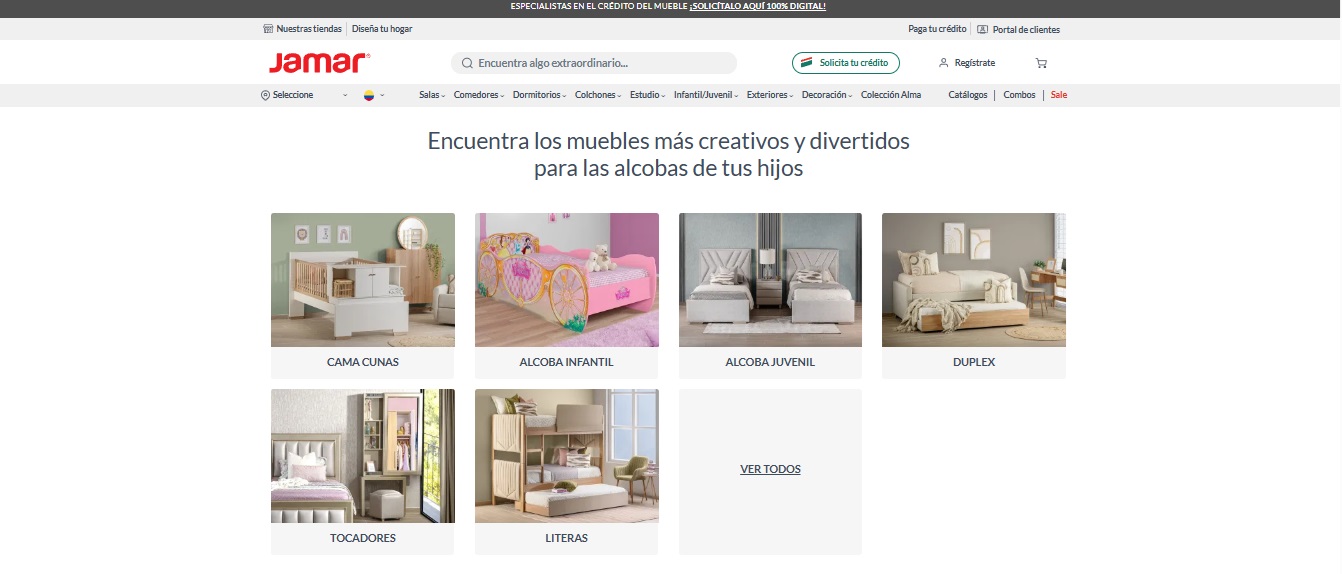 ESPECIALISTAS EN EL CRÉDITO DEL MUEBLE ¡SOLICÍTALO AQUÍ 100% DIGITAL!
Nuestras tiendas | Diseña tu hogar
Paga tu crédito | Portal de clientes
Jamar®
Encuentra algo extraordinario...
Solicita tu crédito
Regístrate
Seleccione
Salas Comedores Dormitorios Colchones Estudio Infantil/Juvenil Exteriores Decoración Colección Alma
Catálogos | Combos | Sale
Encuentra los muebles más creativos y divertidos
para las alcobas de tus hijos
CAMA CUNAS
ALCOBA INFANTIL
ALCOBA JUVENIL
DUPLEX
TOCADORES
LITERAS
VER TODOS